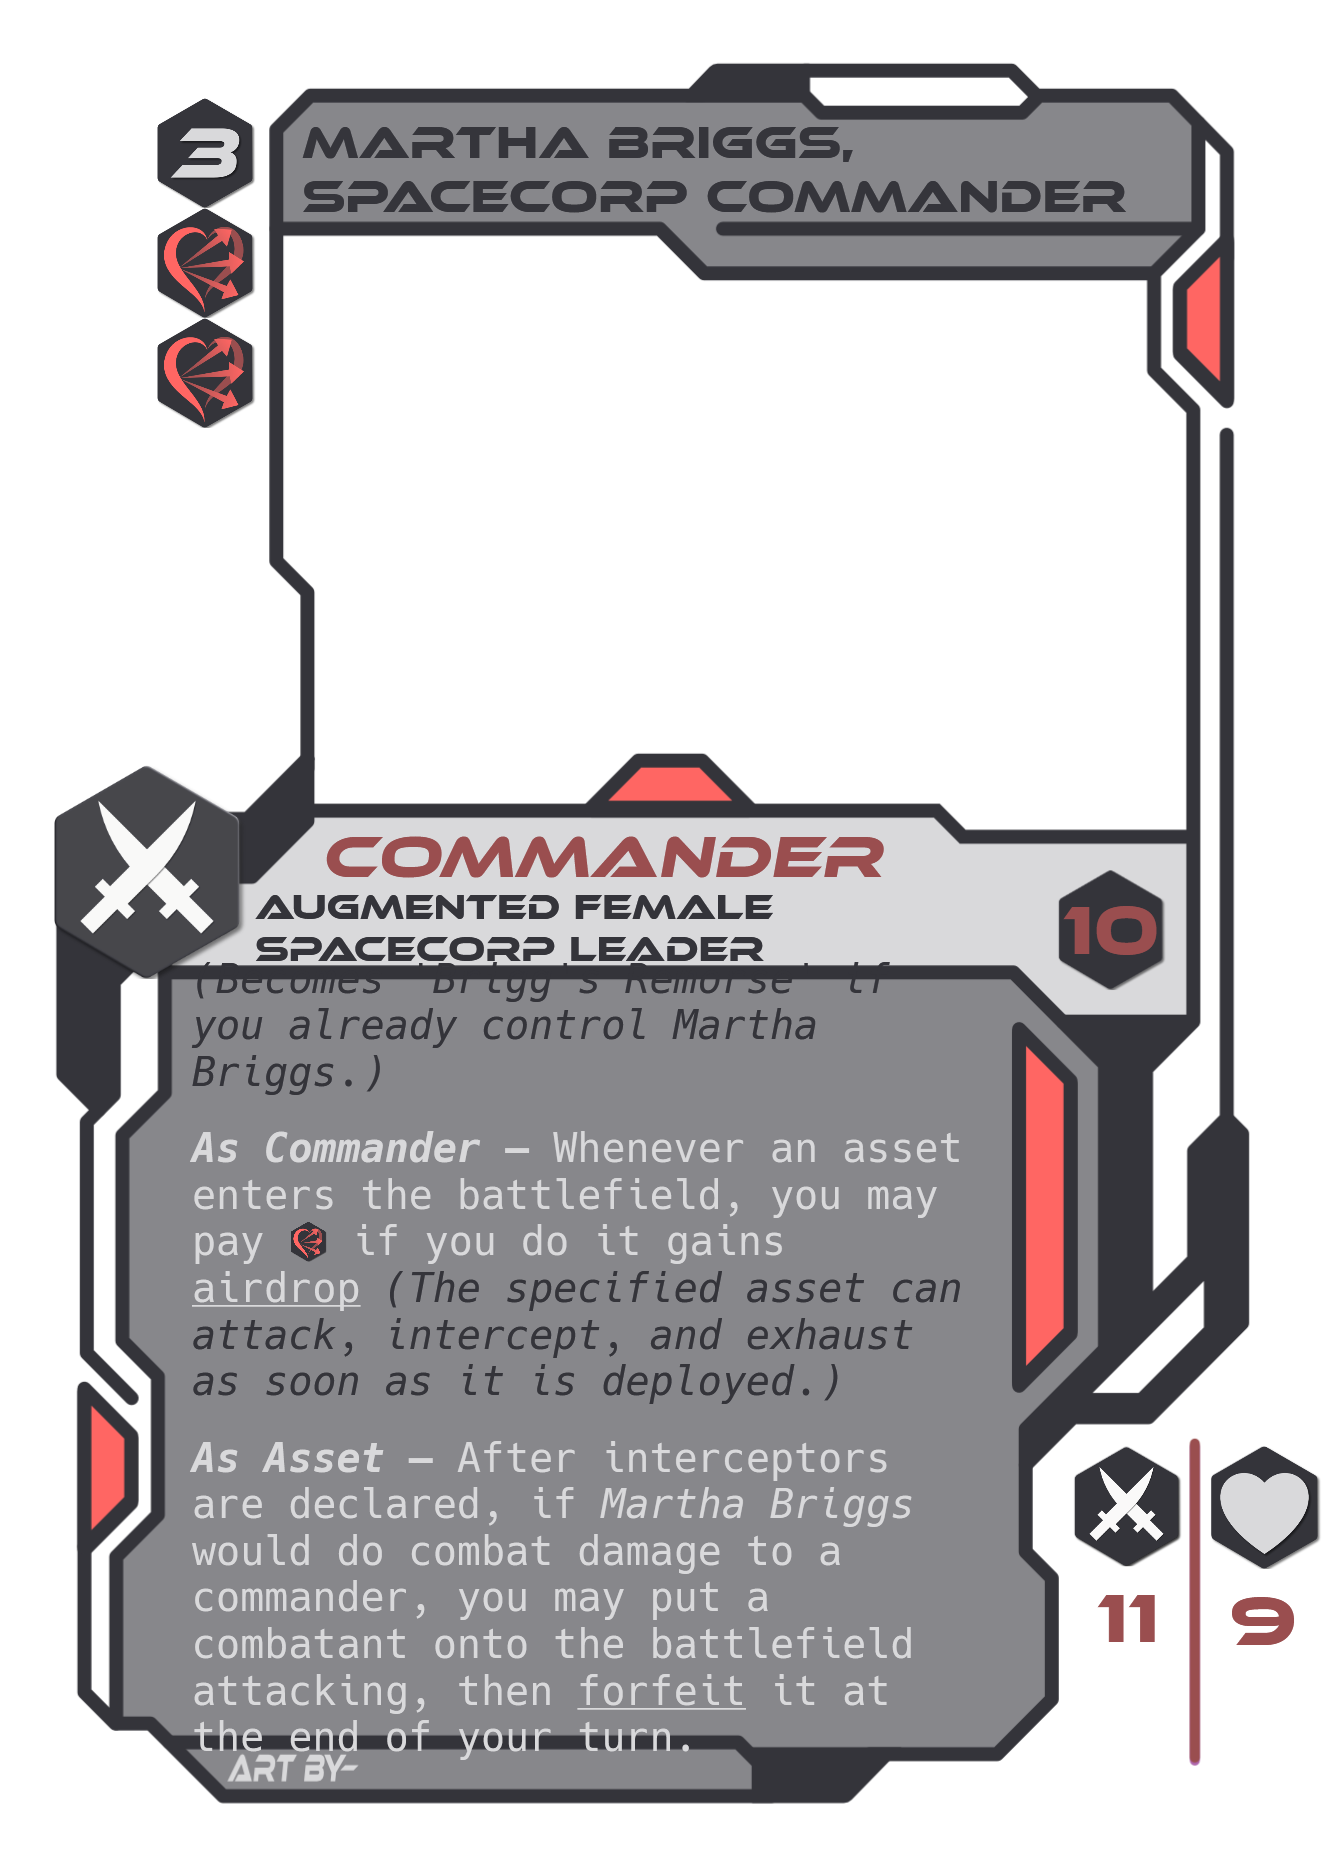 3
MARTHA BRIGGS,
SPACECORP COMMANDER
COMMANDER
AUGMENTED FEMALE
SPACECORP LEADER
10
(Becomes 'Brigg's Remorse' if
you already control Martha
Briggs.)
As Commander — Whenever an asset
enters the battlefield, you may
pay if you do it gains
airdrop (The specified asset can
attack, intercept, and exhaust
as soon as it is deployed.)
As Asset — After interceptors
are declared, if Martha Briggs
would do combat damage to a
commander, you may put a
combatant onto the battlefield
attacking, then forfeit it at
the end of your turn.
11
9
ART BY-